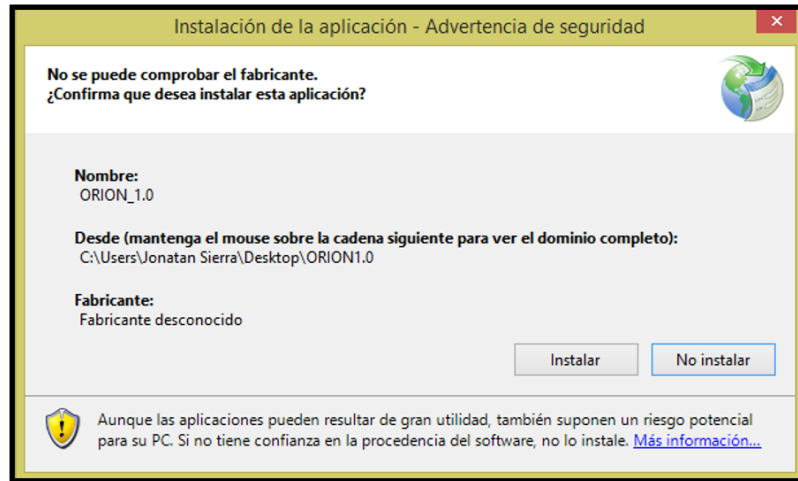 Instalación de la aplicación - Advertencia de seguridad
No se puede comprobar el fabricante.
¿Confirma que desea instalar esta aplicación?
Nombre:
ORION_1.0
Desde (mantenga el mouse sobre la cadena siguiente para ver el dominio completo):
C:\Users\Jonatan Sierra\Desktop\ORION1.0
Fabricante:
Fabricante desconocido
Instalar No instalar
Aunque las aplicaciones pueden resultar de gran utilidad, también suponen un riesgo potencial
para su PC. Si no tiene confianza en la procedencia del software, no lo instale. Más información...